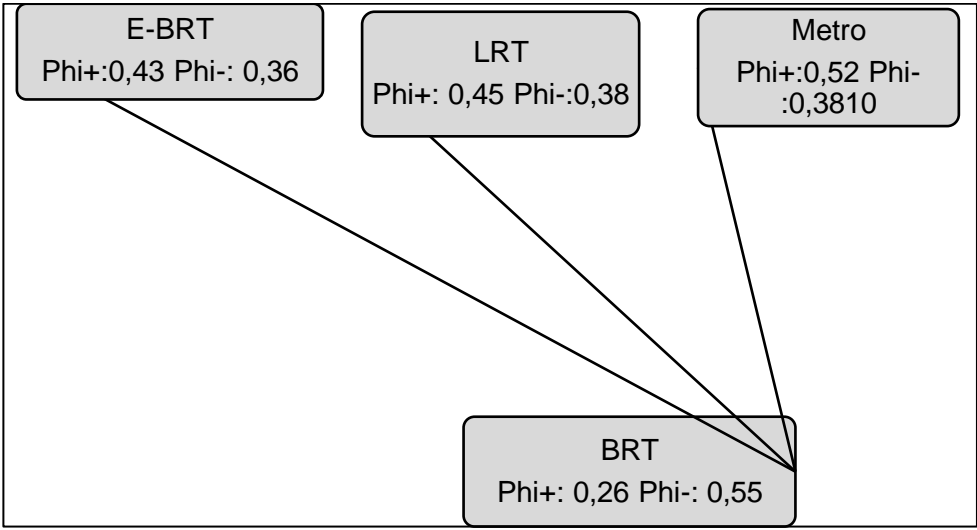 E-BRT
Phi+:0,43 Phi-: 0,36
LRT
Phi+: 0,45 Phi-:0,38
Metro
Phi+:0,52 Phi-
:0,3810
BRT
Phi+: 0,26 Phi-: 0,55